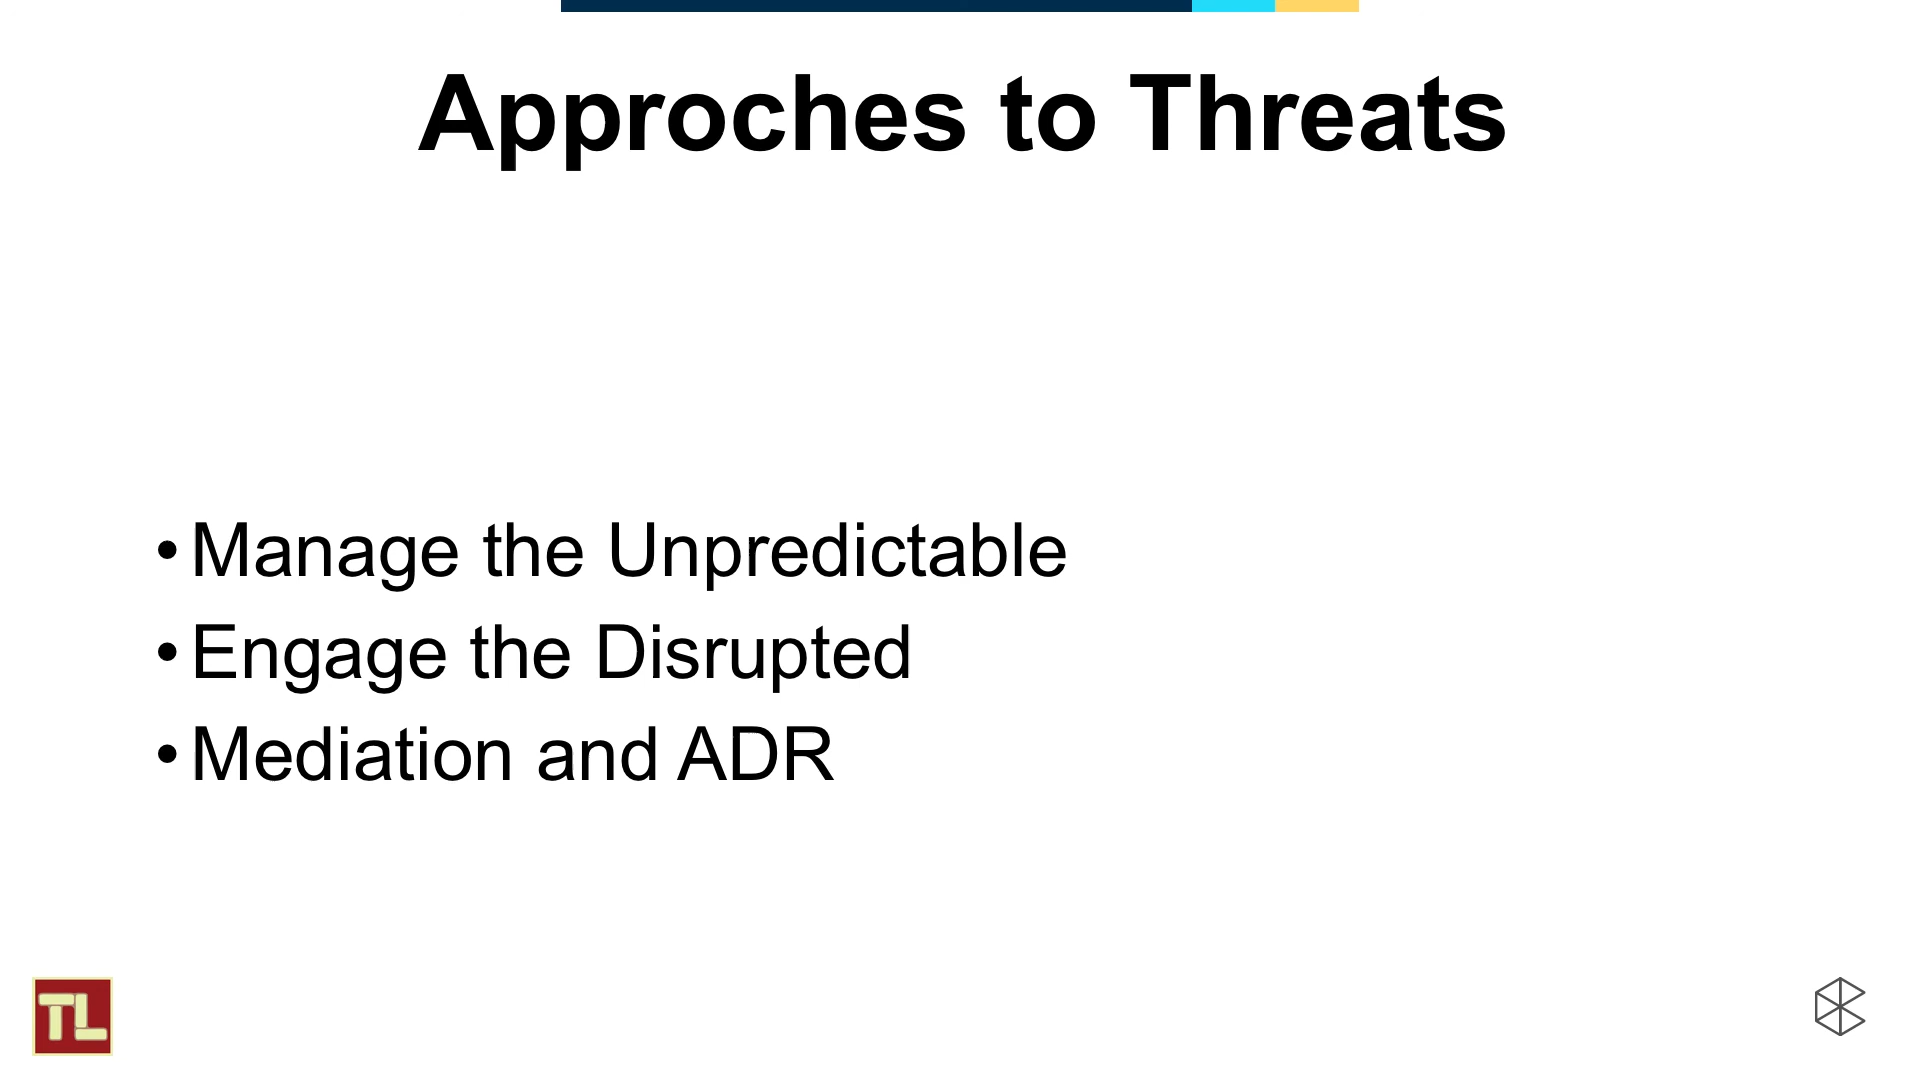 Approches to Threats
• Manage the Unpredictable
• Engage the Disrupted
• Mediation and ADR
TL